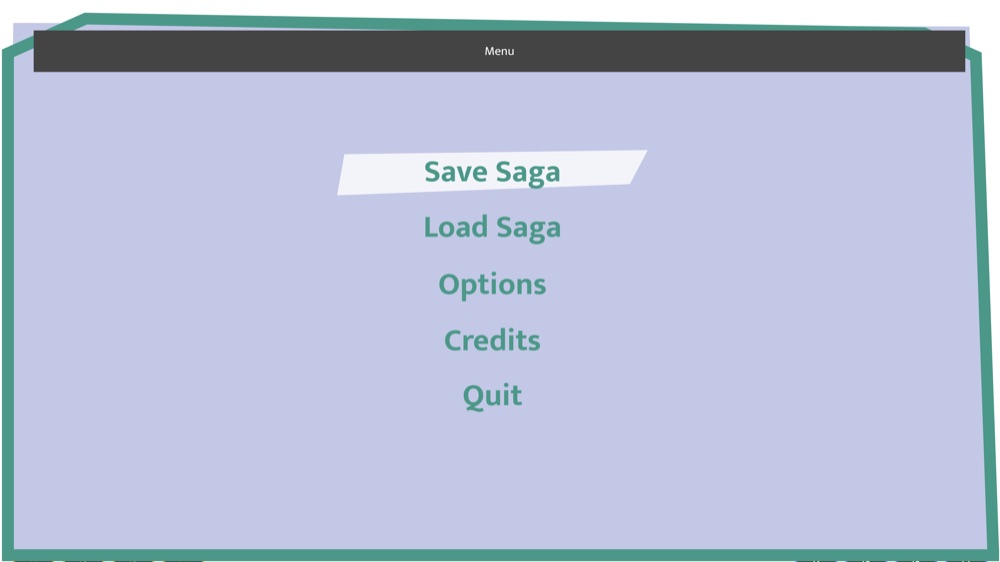 Menu
Save Saga
Load Saga
Options
Credits
Quit